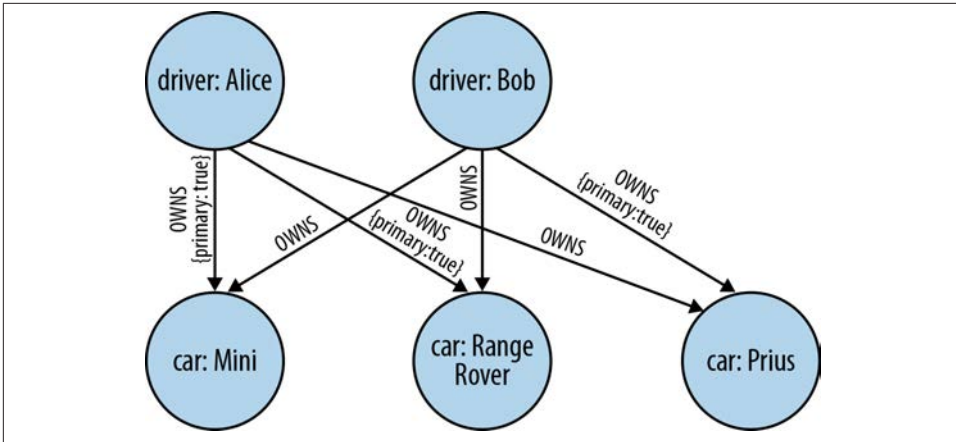 driver: Alice
driver: Bob
OWNS
{primary: true}
OWNS
OWNS
{primary:true}
OWNS
OWNS
OWNS
{primary:true}
car: Mini
car: Range
Rover
car: Prius